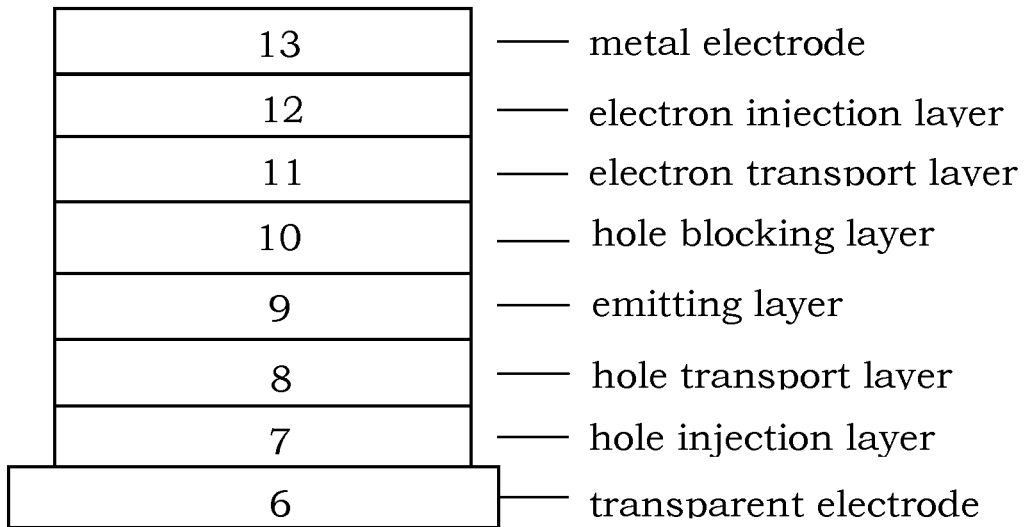 13 metal electrode
12 electron injection layer
11 electron transport layer
10 hole blocking layer
9 emitting layer
8 hole transport layer
7 hole injection layer
6 transparent electrode